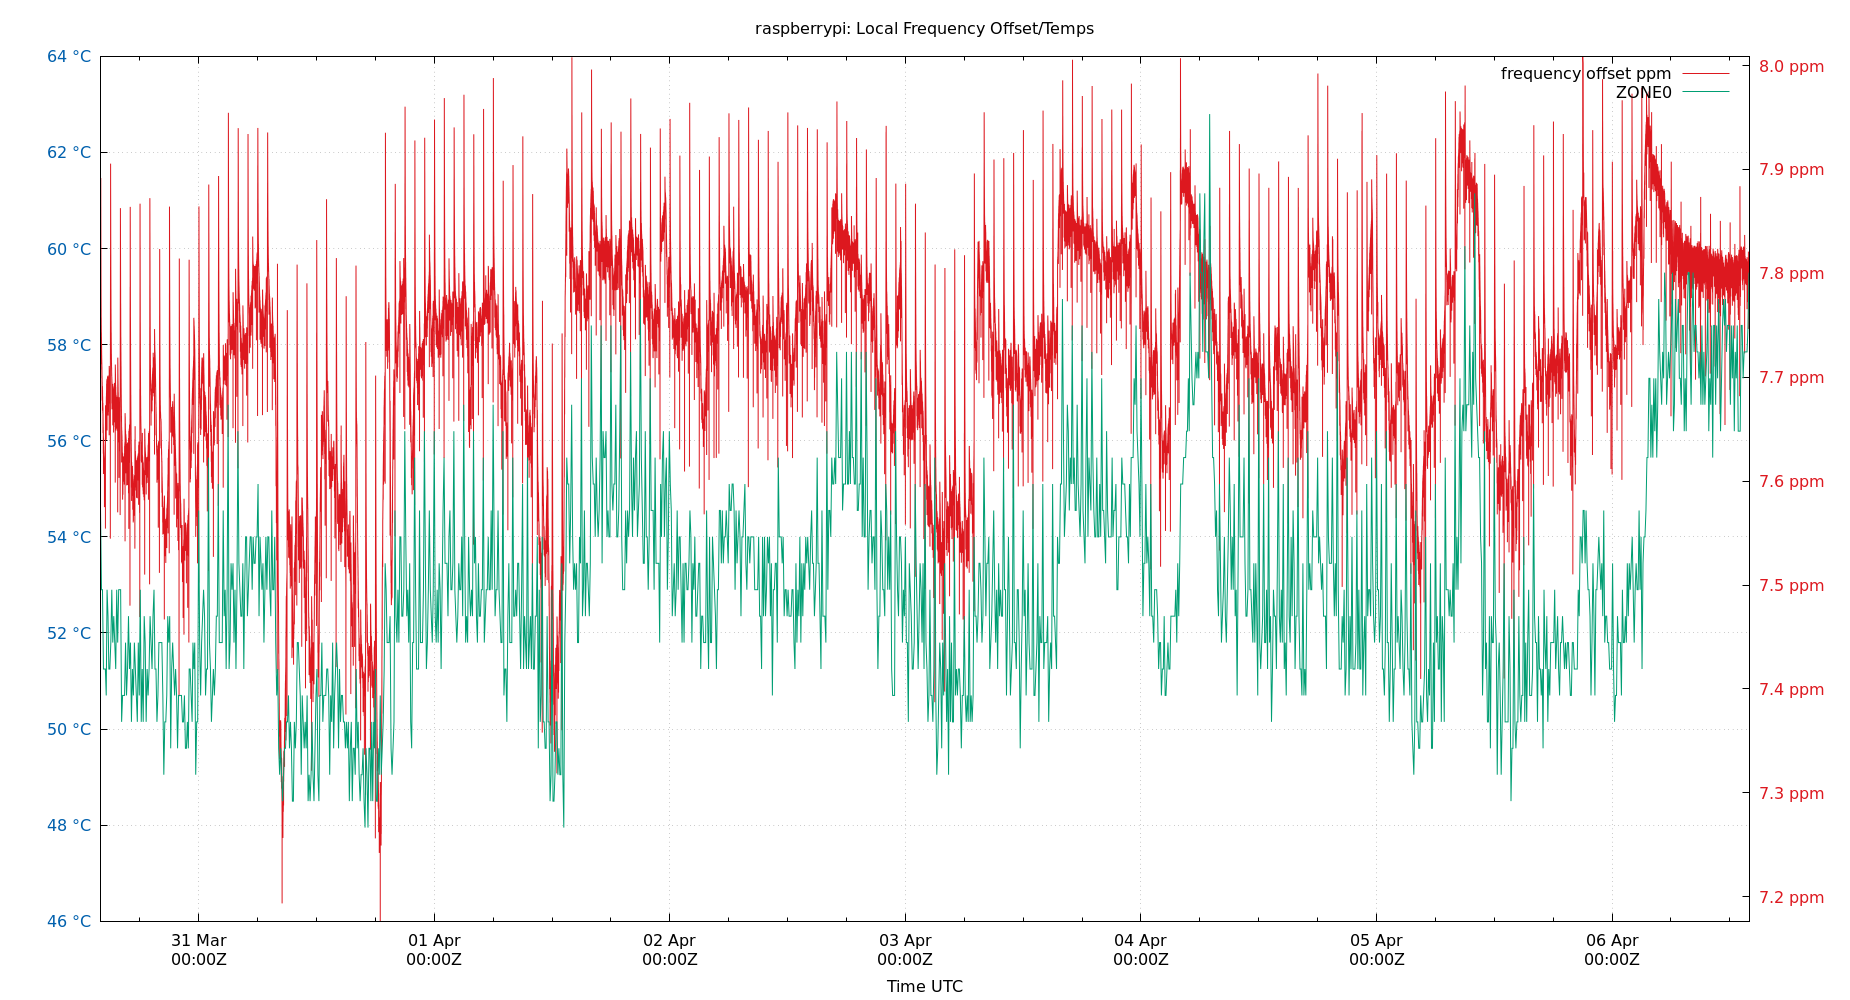 raspberrypi: Local Frequency Offset/Temps
frequency offset ppm
ZONE0
64 °C
62 °C
60 °C
58 °C
56 °C
54 °C
52 °C
50 °C
48 °C
46 °C
8.0 ppm
7.9 ppm
7.8 ppm
7.7 ppm
7.6 ppm
7.5 ppm
7.4 ppm
7.3 ppm
7.2 ppm
31 Mar
00:00Z
01 Apr
00:00Z
02 Apr
00:00Z
03 Apr
00:00Z
04 Apr
00:00Z
05 Apr
00:00Z
06 Apr
00:00Z
Time UTC